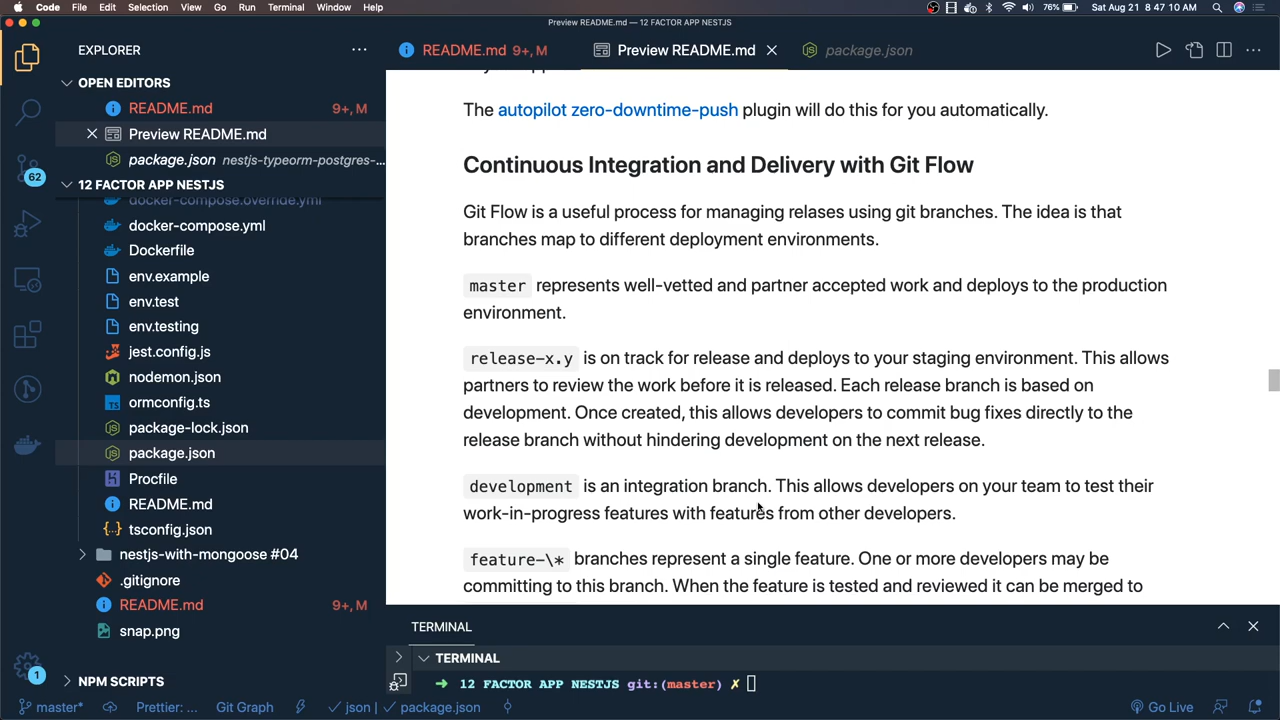 Code File Edit Selection View Go Run Terminal Window Help 76% Sat Aug 21 8 47 10 AM
Preview README.md — 12 FACTOR APP NESTJS
EXPLORER
README.md 9+, M Preview README.md package.json
OPEN EDITORS
README.md 9+, M
Preview README.md
package.json nestjs-typeorm-postgres-...
12 FACTOR APP NESTJS
docker-compose.override.yml
docker-compose.yml
Dockerfile
env.example
env.test
env.testing
jest.config.js
nodemon.json
ormconfig.ts
package-lock.json
package.json
Procfile
README.md
tsconfig.json
nestjs-with-mongoose #04
.gitignore
README.md 9+, M
snap.png
NPM SCRIPTS
62
1
The autopilot zero-downtime-push plugin will do this for you automatically.
Continuous Integration and Delivery with Git Flow
Git Flow is a useful process for managing relases using git branches. The idea is that
branches map to different deployment environments.
master represents well-vetted and partner accepted work and deploys to the production
environment.
release-x.y is on track for release and deploys to your staging environment. This allows
partners to review the work before it is released. Each release branch is based on
development. Once created, this allows developers to commit bug fixes directly to the
release branch without hindering development on the next release.
development is an integration branch. This allows developers on your team to test their
work-in-progress features with features from other developers.
feature-\* branches represent a single feature. One or more developers may be
committing to this branch. When the feature is tested and reviewed it can be merged to
TERMINAL
TERMINAL
→ 12 FACTOR APP NESTJS git:(master) ✗
master* Prettier: ... Git Graph json | ✓ package.json Go Live